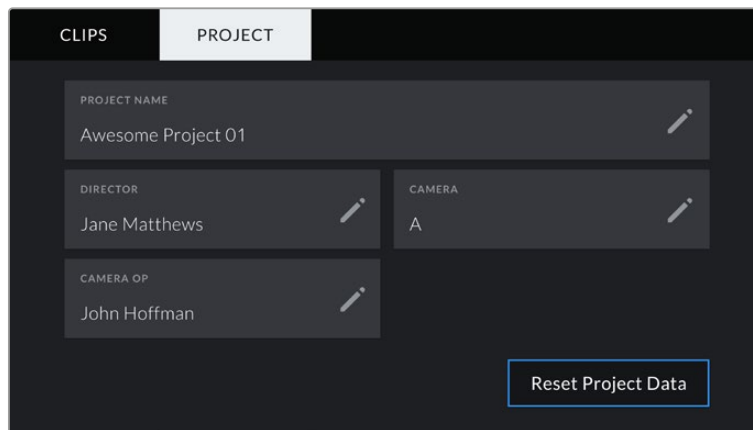 CLIPS PROJECT
PROJECT NAME
Awesome Project 01
DIRECTOR
Jane Matthews
CAMERA
A
CAMERA OP
John Hoffman
Reset Project Data